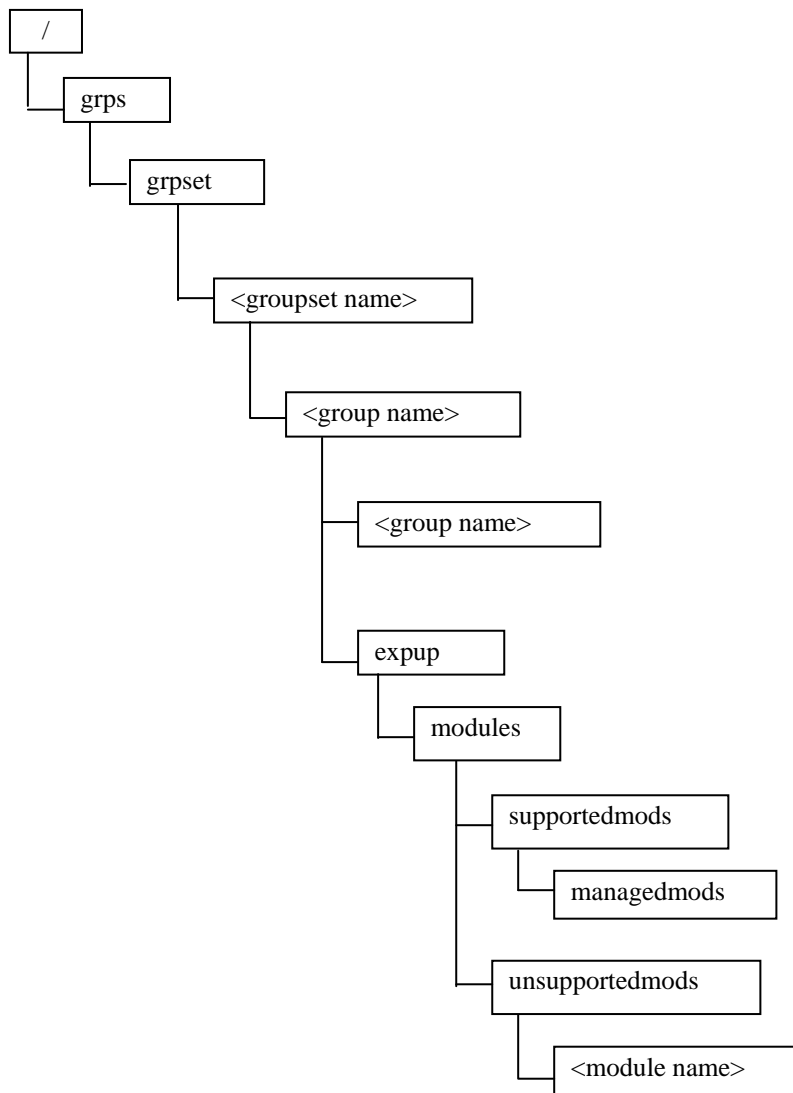 /
grps
grpset
<groupset name>
<group name>
<group name>
expup
modules
supportedmods
managedmods
unsupportedmods
<module name>